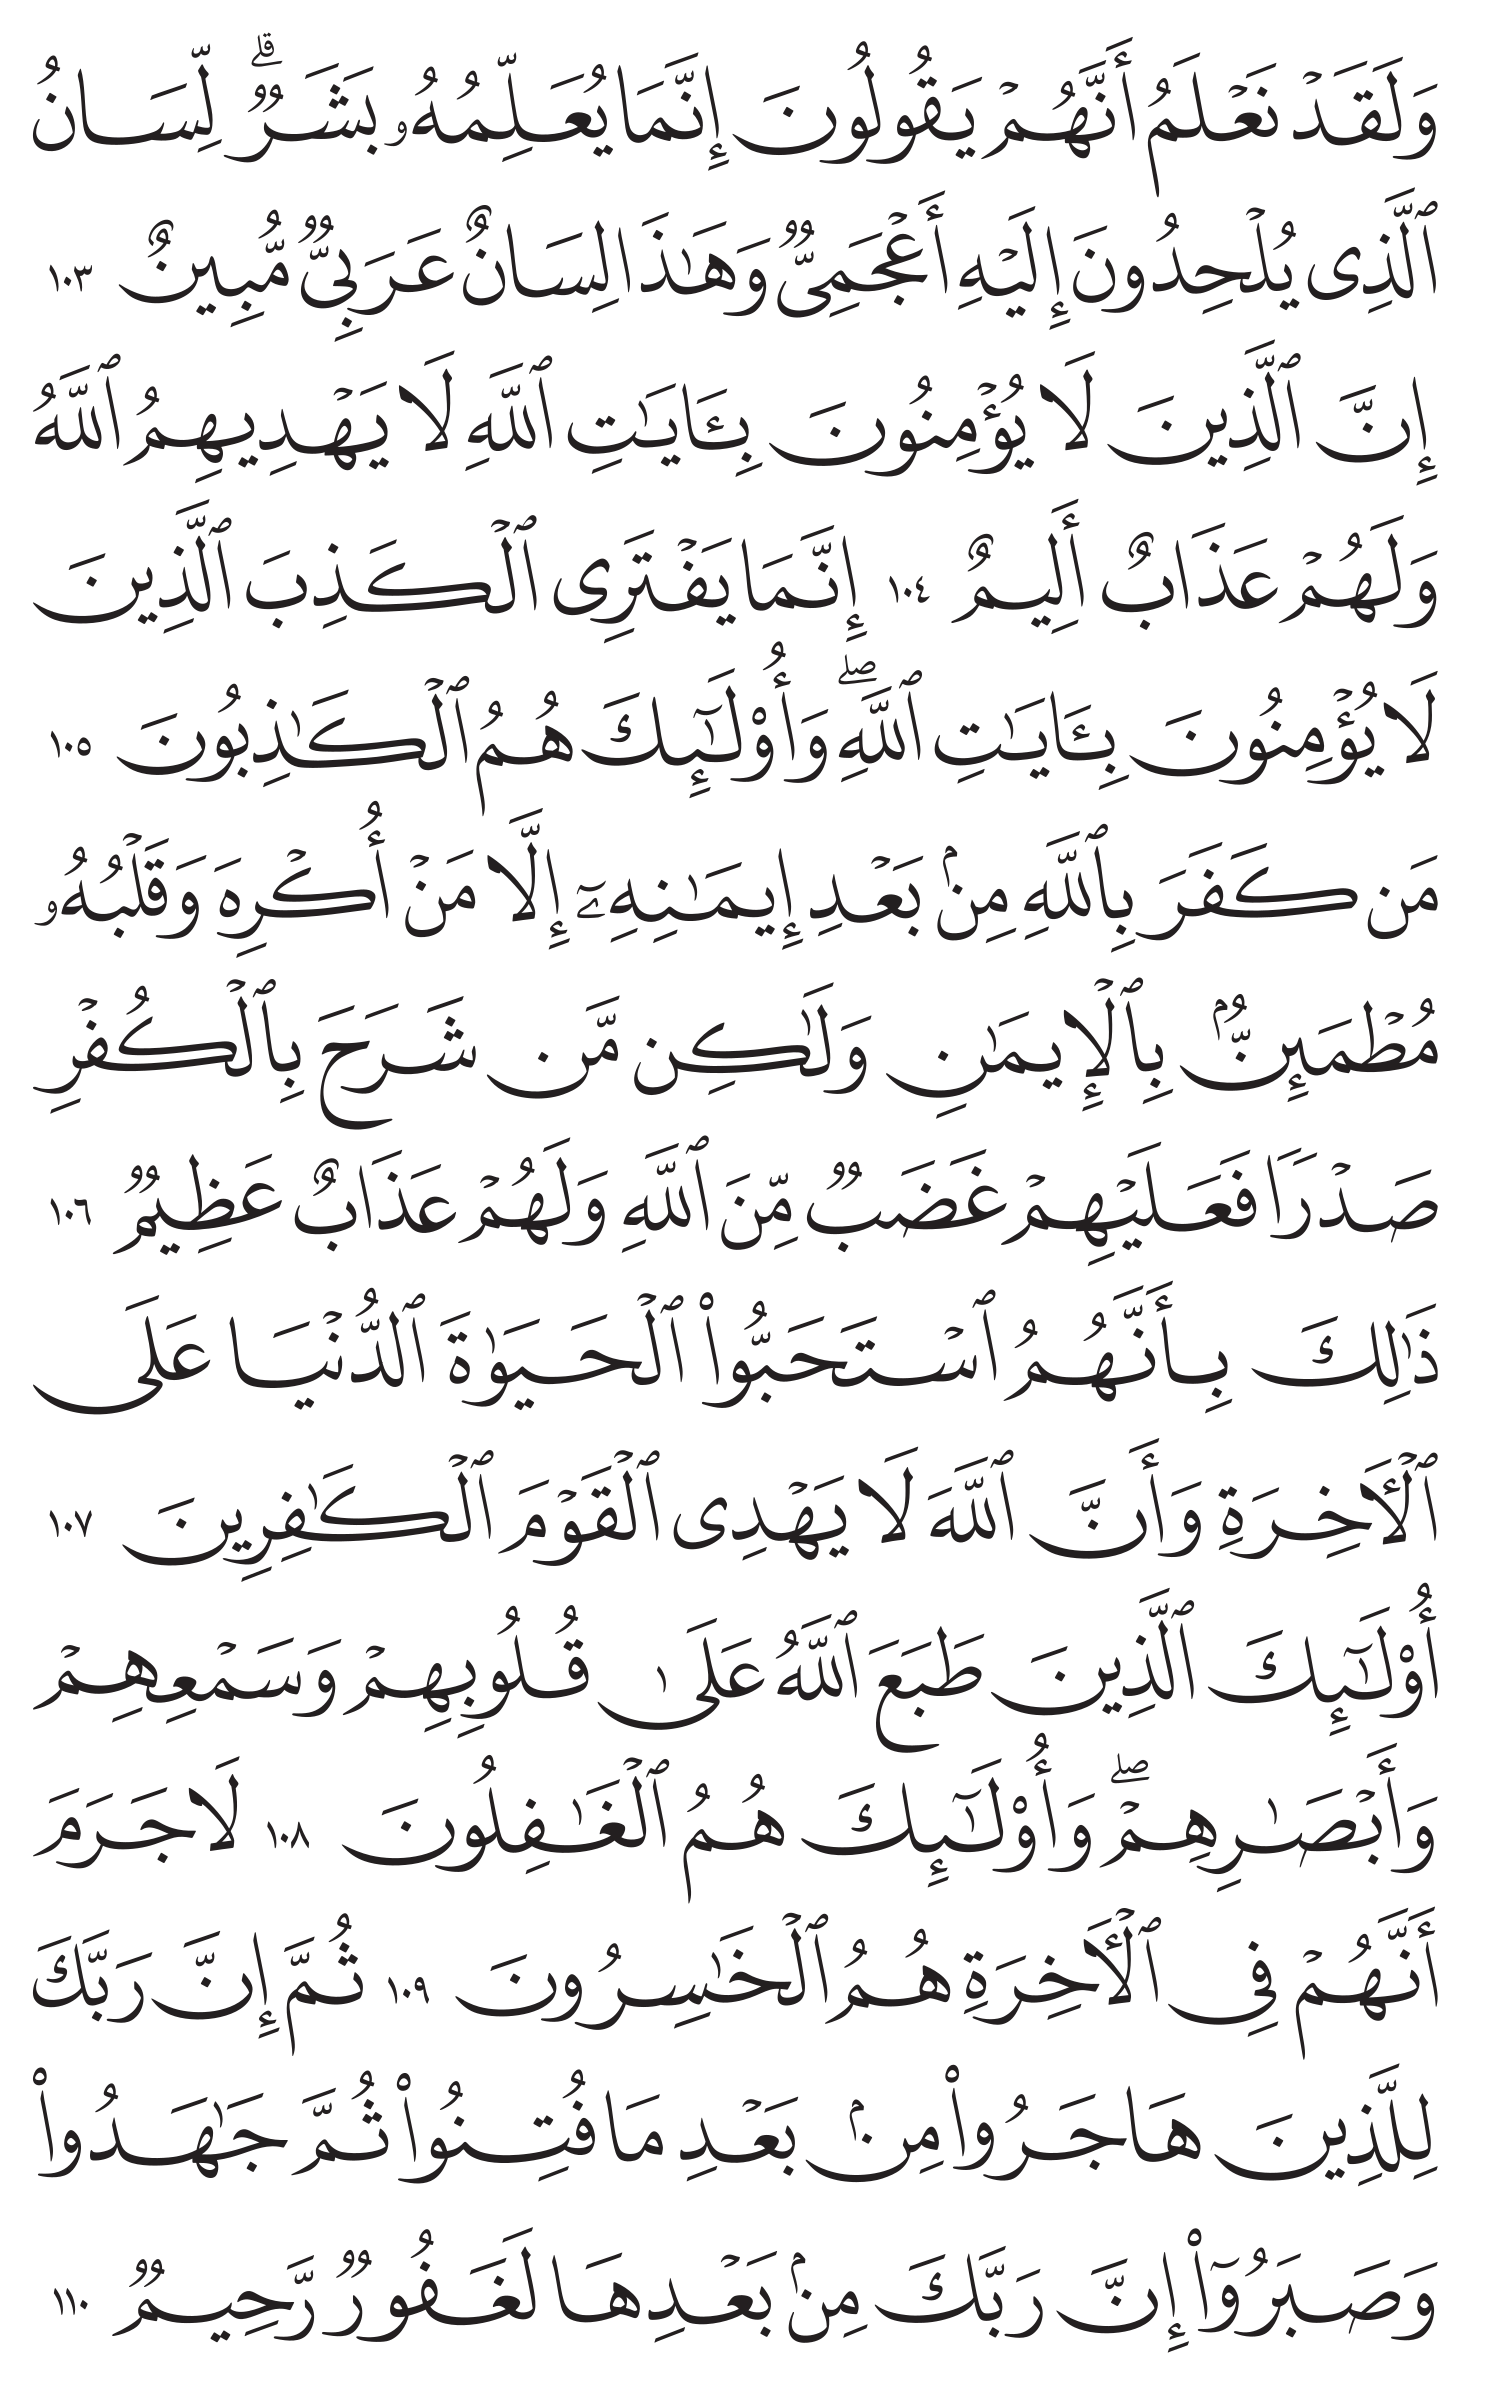 وَلَقَدۡ نَعۡلَمُ أَنَّهُمۡ يَقُولُونَ إِنَّمَا يُعَلِّمُهُۥ بَشَرٞۗ لِّسَانُ
ٱلَّذِي يُلۡحِدُونَ إِلَيۡهِ أَعۡجَمِيّٞ وَهَٰذَا لِسَانٌ عَرَبِيّٞ مُّبِينٌ ١٠٣
إِنَّ ٱلَّذِينَ لَا يُؤۡمِنُونَ بِـَٔايَٰتِ ٱللَّهِ لَا يَهۡدِيهِمُ ٱللَّهُ
وَلَهُمۡ عَذَابٌ أَلِيمٌ ١٠٤ إِنَّمَا يَفۡتَرِي ٱلۡكَذِبَ ٱلَّذِينَ
لَا يُؤۡمِنُونَ بِـَٔايَٰتِ ٱللَّهِۖ وَأُوْلَٰٓئِكَ هُمُ ٱلۡكَٰذِبُونَ ١٠٥
مَن كَفَرَ بِٱللَّهِ مِنۢ بَعۡدِ إِيمَٰنِهِۦٓ إِلَّا مَنۡ أُكۡرِهَ وَقَلۡبُهُۥ
مُطۡمَئِنُّۢ بِٱلۡإِيمَٰنِ وَلَٰكِن مَّن شَرَحَ بِٱلۡكُفۡرِ
صَدۡرٗا فَعَلَيۡهِمۡ غَضَبٞ مِّنَ ٱللَّهِ وَلَهُمۡ عَذَابٌ عَظِيمٞ ١٠٦
ذَٰلِكَ بِأَنَّهُمُ ٱسۡتَحَبُّواْ ٱلۡحَيَوٰةَ ٱلدُّنۡيَا عَلَى
ٱلۡأٓخِرَةِ وَأَنَّ ٱللَّهَ لَا يَهۡدِي ٱلۡقَوۡمَ ٱلۡكَٰفِرِينَ ١٠٧
أُوْلَٰٓئِكَ ٱلَّذِينَ طَبَعَ ٱللَّهُ عَلَىٰ قُلُوبِهِمۡ وَسَمۡعِهِمۡ
وَأَبۡصَٰرِهِمۡۖ وَأُوْلَٰٓئِكَ هُمُ ٱلۡغَٰفِلُونَ ١٠٨ لَا جَرَمَ
أَنَّهُمۡ فِي ٱلۡأٓخِرَةِ هُمُ ٱلۡخَٰسِرُونَ ١٠٩ ثُمَّ إِنَّ رَبَّكَ
لِلَّذِينَ هَاجَرُواْ مِنۢ بَعۡدِ مَا فُتِنُواْ ثُمَّ جَٰهَدُواْ
وَصَبَرُوٓاْ إِنَّ رَبَّكَ مِنۢ بَعۡدِهَا لَغَفُورٞ رَّحِيمٞ ١١٠